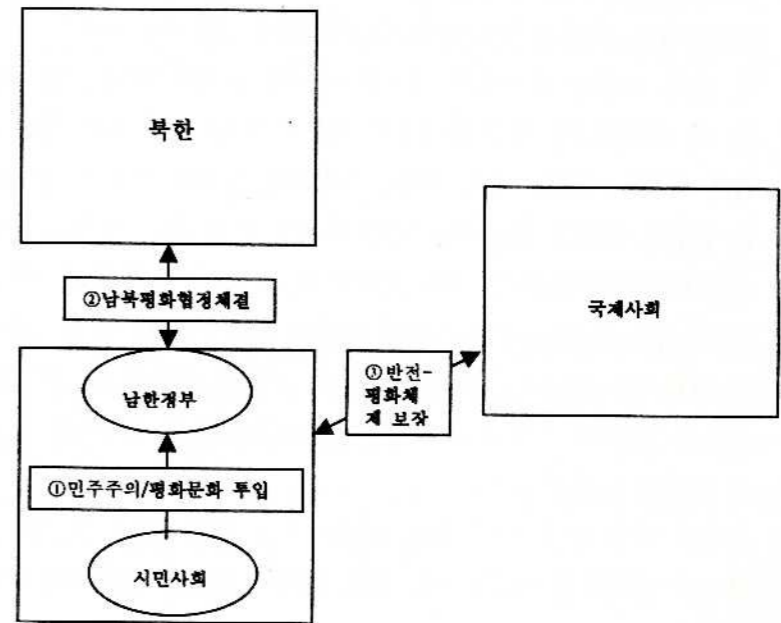 북한
②남북평화협정체결
국제사회
남한정부
③반전-
평화체
제 보장
①민주주의/평화문화 투입
시민사회